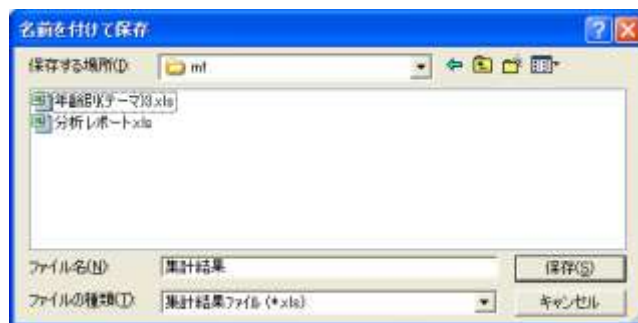 名前を付けて保存
保存する場所(I):
mt
年齢別(テーマ)3.xls
分析レポート.xls
ファイル名(N):
集計結果
保存(S)
ファイルの種類(T):
集計結果ファイル (*.xls)
キャンセル